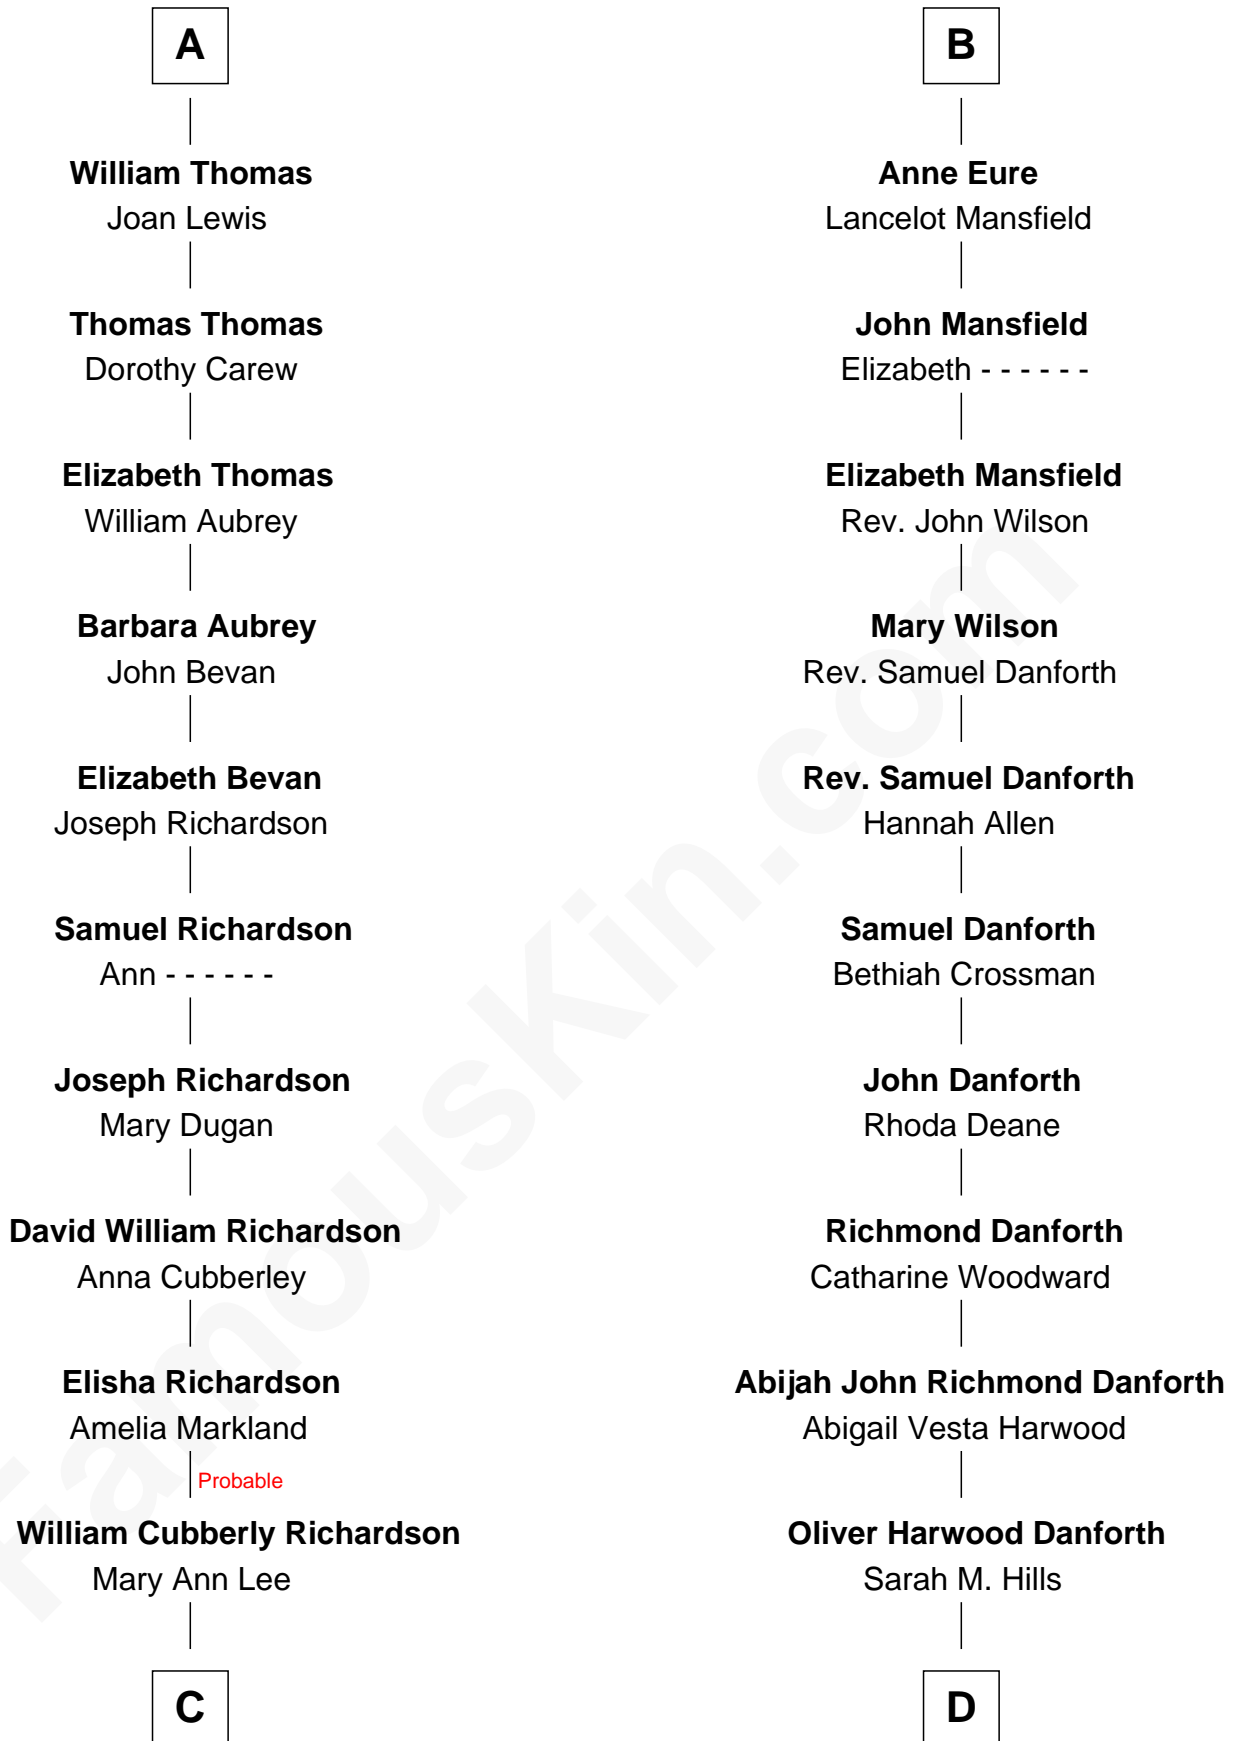 A
William Thomas
Joan Lewis
Thomas Thomas
Dorothy Carew
Elizabeth Thomas
William Aubrey
Barbara Aubrey
John Bevan
Elizabeth Bevan
Joseph Richardson
Samuel Richardson
Ann - - - - - -
Joseph Richardson
Mary Dugan
David William Richardson
Anna Cubberley
Elisha Richardson
Amelia Markland
Probable
William Cubberly Richardson
Mary Ann Lee
C
B
Anne Eure
Lancelot Mansfield
John Mansfield
Elizabeth - - - - - -
Elizabeth Mansfield
Rev. John Wilson
Mary Wilson
Rev. Samuel Danforth
Rev. Samuel Danforth
Hannah Allen
Samuel Danforth
Bethiah Crossman
John Danforth
Rhoda Deane
Richmond Danforth
Catharine Woodward
Abijah John Richmond Danforth
Abigail Vesta Harwood
Oliver Harwood Danforth
Sarah M. Hills
D
FamousKin.com